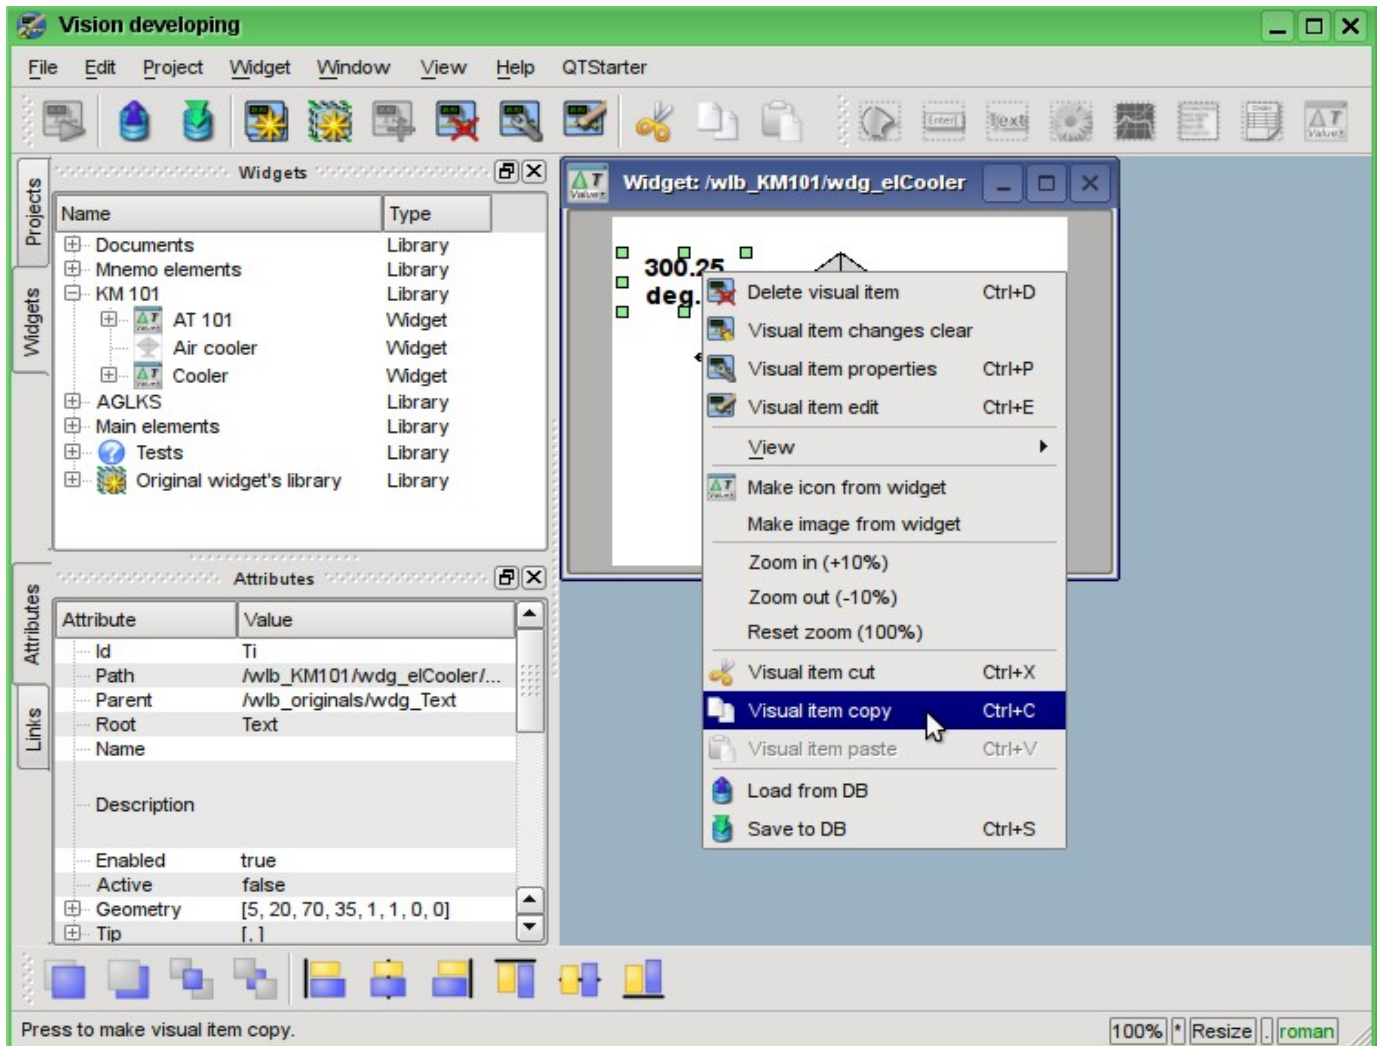 Vision developing
File Edit Project Widget Window View Help QTStarter
Enter Text
Widgets
Widget: /wlb_KM101/wdg_elCooler
Projects
Widgets
Name Type
Documents Library
Mnemo elements Library
KM 101 Library
AT 101 Widget
Air cooler Widget
Cooler Widget
AGLKS Library
Main elements Library
Tests Library
Original widget's library Library
300.25
deg.
Delete visual item Ctrl+D
Visual item changes clear
Visual item properties Ctrl+P
Visual item edit Ctrl+E
View
Make icon from widget
Make image from widget
Zoom in (+10%)
Zoom out (-10%)
Reset zoom (100%)
Visual item cut Ctrl+X
Visual item copy Ctrl+C
Visual item paste Ctrl+V
Load from DB
Save to DB Ctrl+S
Attributes
Attributes
Links
Attribute Value
Id Ti
Path /wlb_KM101/wdg_elCooler/...
Parent /wlb_originals/wdg_Text
Root Text
Name
Description
Enabled true
Active false
Geometry [5, 20, 70, 35, 1, 1, 0, 0]
Tip [, ]
Press to make visual item copy.
100% * Resize . roman